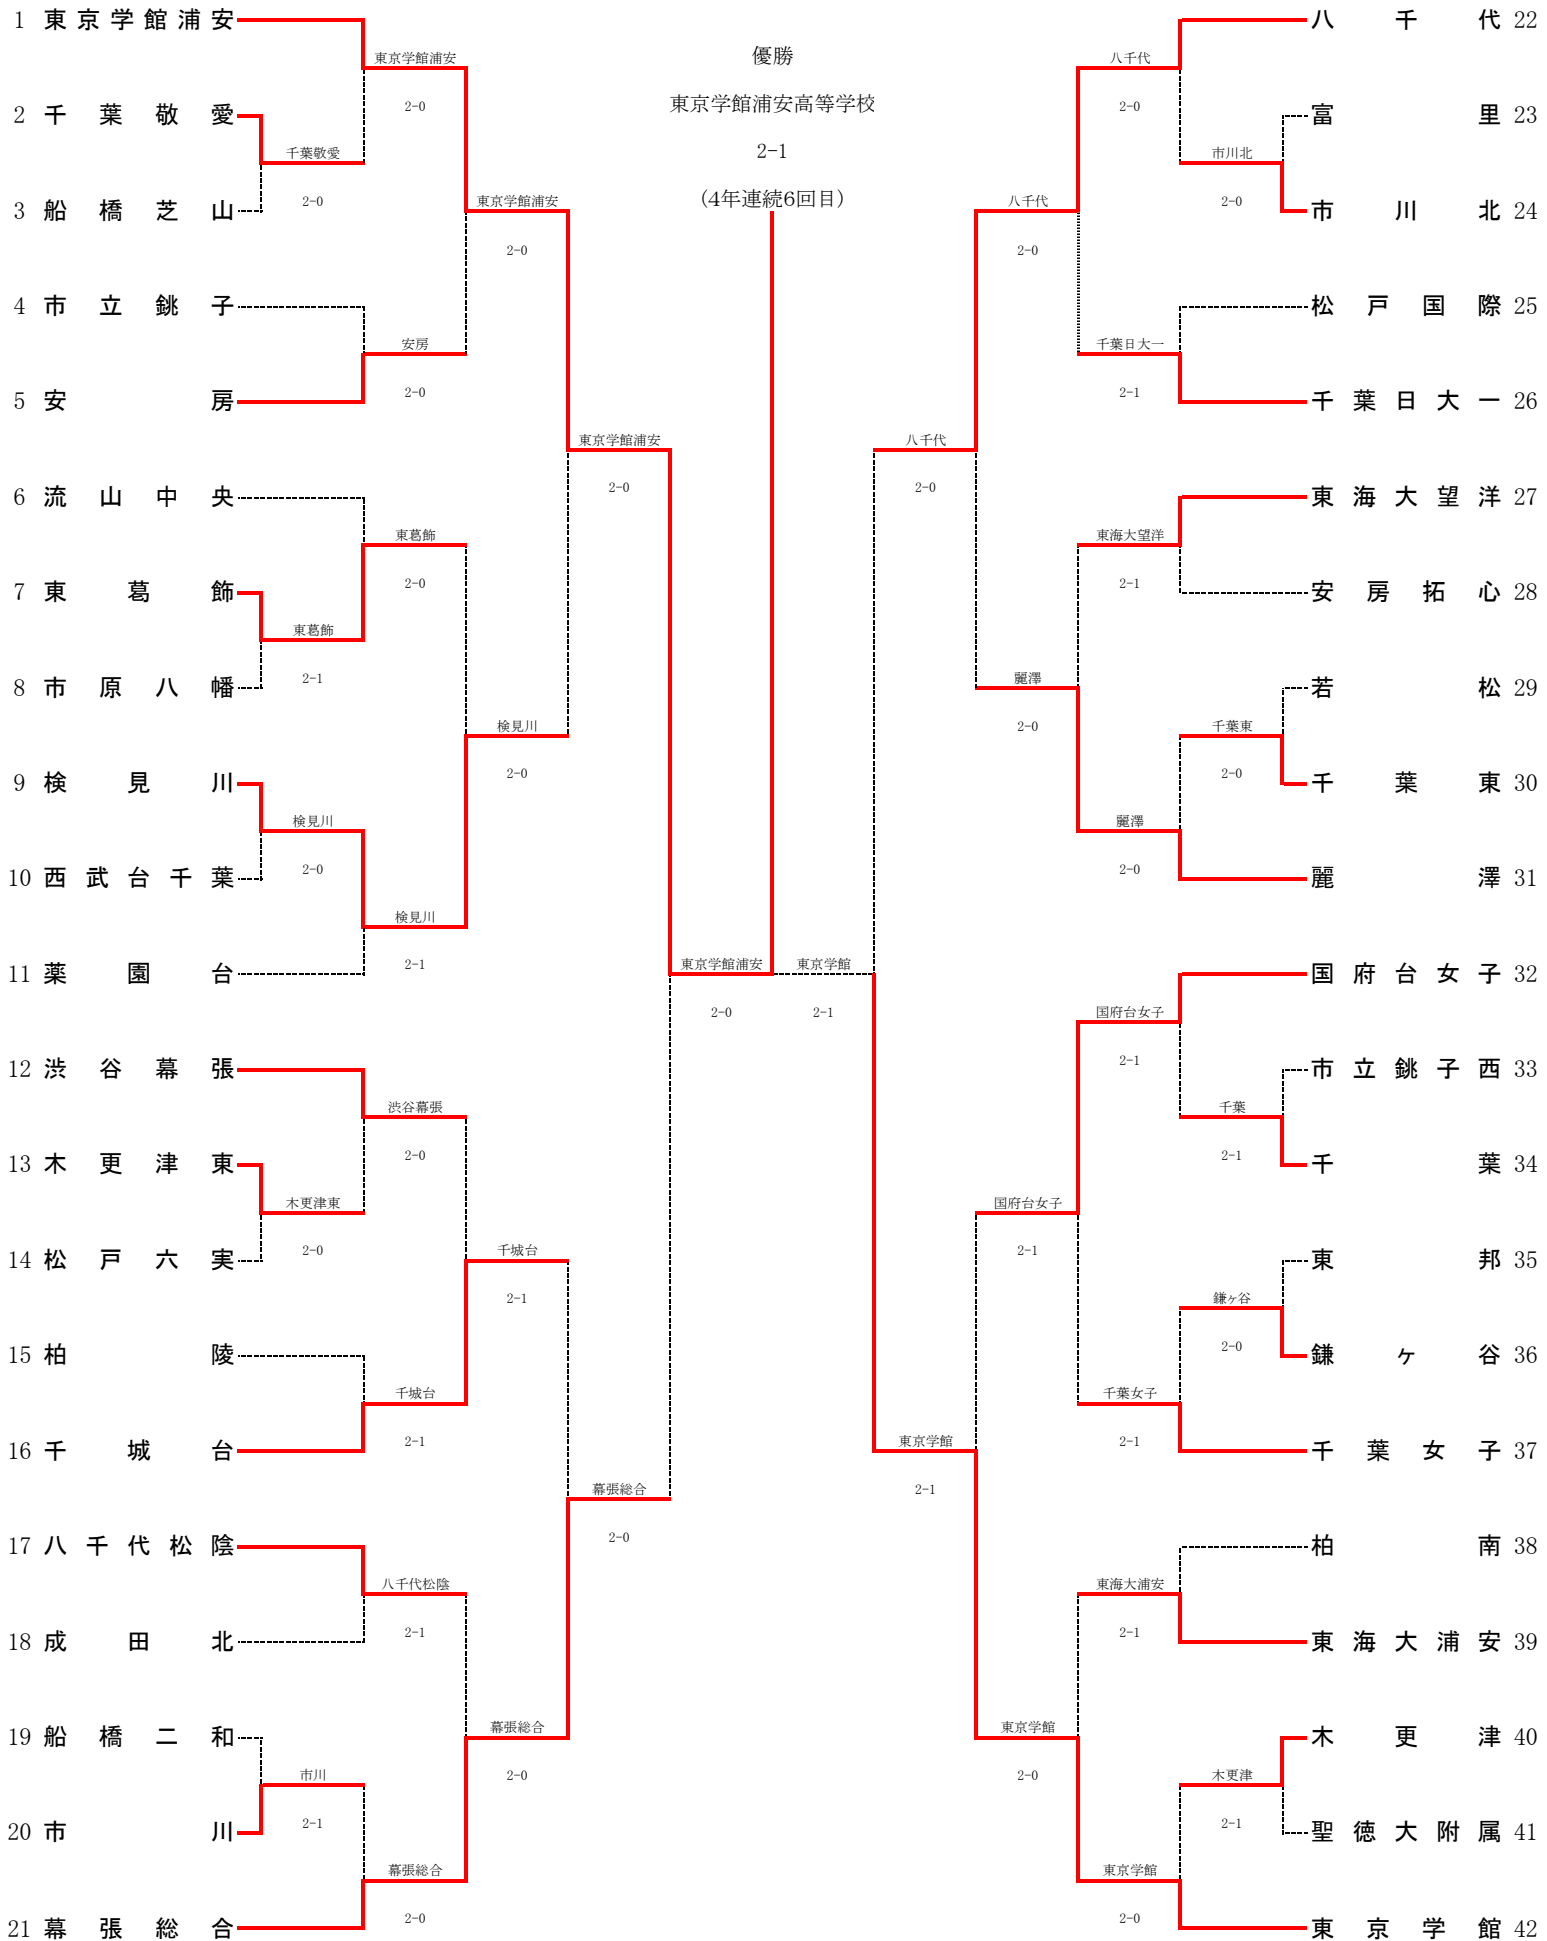 優勝
東京学館浦安高等学校
2-1
(4年連続6回目)
1 東京学館浦安
2 千葉敬愛
3 船橋芝山
4 市立銚子
5 安房
6 流山中央
7 東葛飾
8 市原八幡
9 検見川
10 西武台千葉
11 薬園台
12 渋谷幕張
13 木更津東
14 松戸六実
15 柏陵
16 千城台
17 八千代松陰
18 成田北
19 船橋二和
20 市川
21 幕張総合
千葉敬愛
2-0
東葛飾
2-1
検見川
2-0
木更津東
2-0
市川
2-1
東京学館浦安
2-0
安房
2-0
東葛飾
2-0
検見川
2-1
渋谷幕張
2-0
千城台
2-1
八千代松陰
2-1
幕張総合
2-0
東京学館浦安
2-0
検見川
2-0
千城台
2-1
幕張総合
2-0
東京学館浦安
2-0
幕張総合
2-0
東京学館浦安
2-0
東京学館
2-1
八千代
2-0
東京学館
2-1
八千代
2-0
麗澤
2-0
国府台女子
2-1
東京学館
2-0
八千代
2-0
千葉日大一
2-1
東海大望洋
2-1
麗澤
2-0
国府台女子
2-1
千葉女子
2-1
東海大浦安
2-1
東京学館
2-0
市川北
2-0
千葉東
2-0
千葉
2-1
鎌ヶ谷
2-0
木更津
2-1
八千代 22
富里 23
市川北 24
松戸国際 25
千葉日大一 26
東海大望洋 27
安房拓心 28
若松 29
千葉東 30
麗澤 31
国府台女子 32
市立銚子西 33
千葉 34
東邦 35
鎌ヶ谷 36
千葉女子 37
柏南 38
東海大浦安 39
木更津 40
聖徳大附属 41
東京学館 42